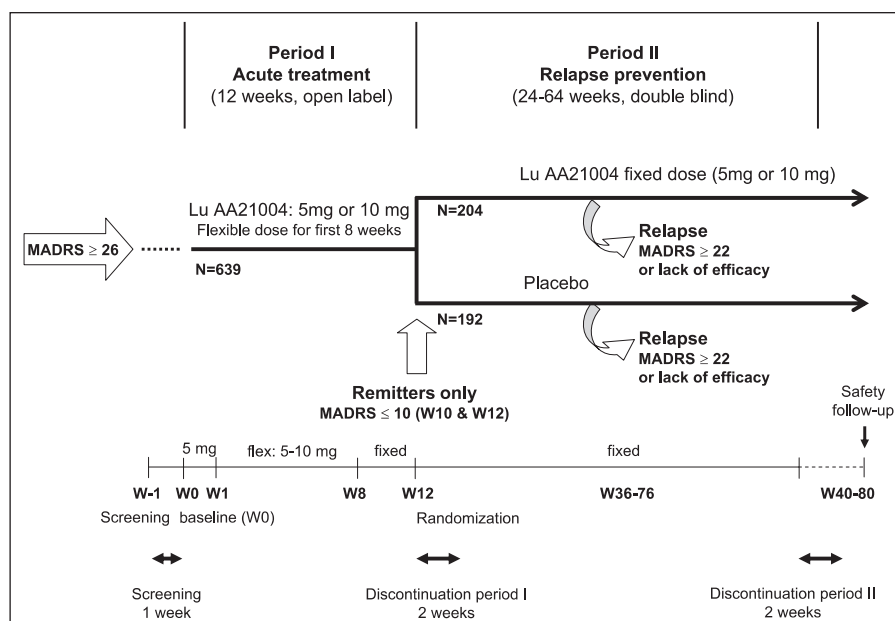 Period I
Acute treatment
(12 weeks, open label)
Period II
Relapse prevention
(24-64 weeks, double blind)
Lu AA21004 fixed dose (5mg or 10 mg)
Lu AA21004: 5mg or 10 mg
Flexible dose for first 8 weeks
N=204
Relapse
MADRS ≥ 22
or lack of efficacy
MADRS ≥ 26
N=639
Placebo
N=192
Relapse
MADRS ≥ 22
or lack of efficacy
Remitters only
MADRS ≤ 10 (W10 & W12)
Safety
follow-up
5 mg
flex: 5-10 mg
fixed
fixed
W-1 W0 W1 W8 W12 W36-76 W40-80
Screening baseline (W0) Randomization
Screening
1 week
Discontinuation period I
2 weeks
Discontinuation period II
2 weeks